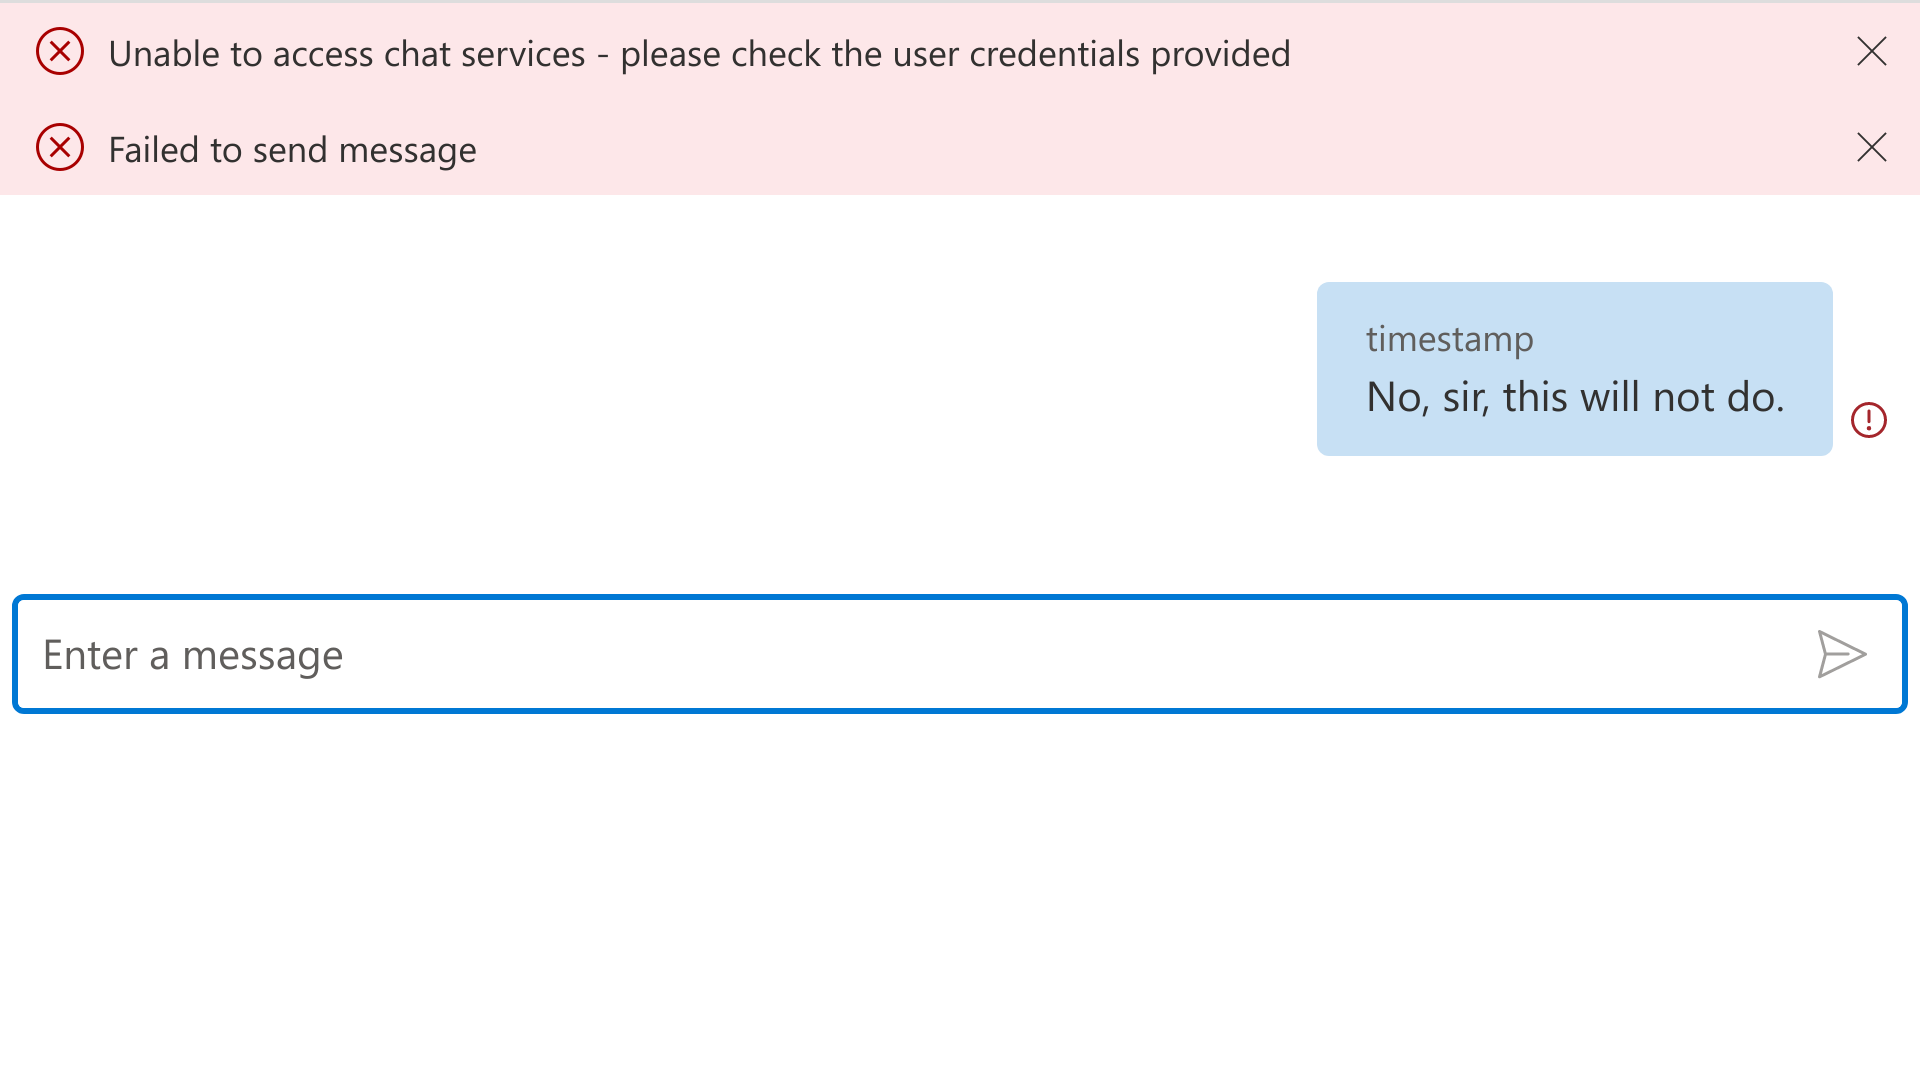 Unable to access chat services - please check the user credentials provided
Failed to send message
timestamp
No, sir, this will not do.
Enter a message